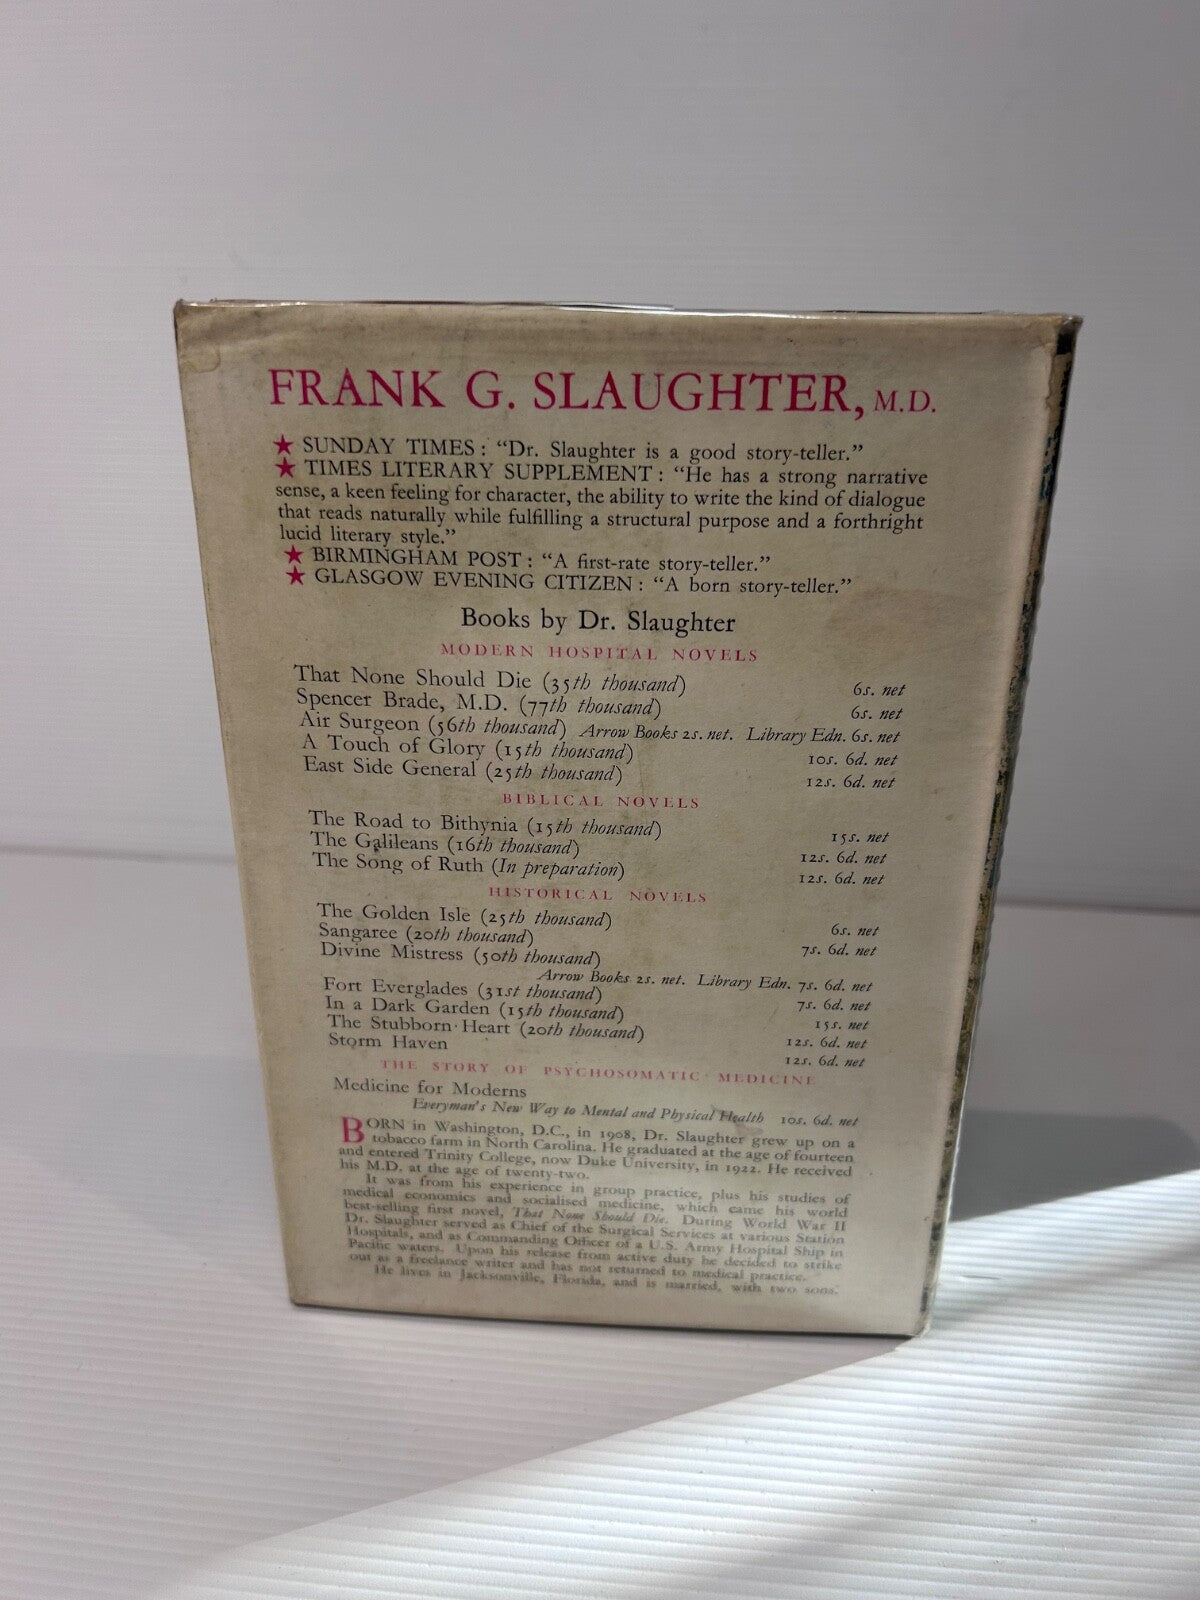 FRANK G. SLAUGHTER, M.D.
★ SUNDAY TIMES: “Dr. Slaughter is a good story-teller.”
★ TIMES LITERARY SUPPLEMENT: “He has a strong narrative
sense, a keen feeling for character, the ability to write the kind of dialogue
that reads naturally while fulfilling a structural purpose and a forthright
lucid literary style.”
★ BIRMINGHAM POST: “A first-rate story-teller.”
★ GLASGOW EVENING CITIZEN: “A born story-teller.”
Books by Dr. Slaughter
MODERN HOSPITAL NOVELS
That None Should Die (35th thousand) 6s. net
Spencer Brade, M.D. (77th thousand) 6s. net
Air Surgeon (56th thousand) Arrow Books 2s. net. Library Edn. 6s. net
A Touch of Glory (15th thousand) 10s. 6d. net
East Side General (25th thousand) 12s. 6d. net
BIBLICAL NOVELS
The Road to Bithynia (15th thousand) 15s. net
The Galileans (16th thousand) 12s. 6d. net
The Song of Ruth (In preparation) 12s. 6d. net
HISTORICAL NOVELS
The Golden Isle (25th thousand) 6s. net
Sangaree (20th thousand) 7s. 6d. net
Divine Mistress (50th thousand)
Arrow Books 2s. net. Library Edn. 7s. 6d. net
Fort Everglades (31st thousand) 7s. 6d. net
In a Dark Garden (15th thousand) 15s. net
The Stubborn Heart (20th thousand) 12s. 6d. net
Storm Haven 12s. 6d. net
THE STORY OF PSYCHOSOMATIC MEDICINE
Medicine for Moderns
Everyman's New Way to Mental and Physical Health 10s. 6d. net
BORN in Washington, D.C., in 1908, Dr. Slaughter grew up on a
tobacco farm in North Carolina. He graduated at the age of fourteen
and entered Trinity College, now Duke University, in 1922. He received
his M.D. at the age of twenty-two.
It was from his experience in group practice, plus his studies of
medical economics and socialised medicine, which came his world
best-selling first novel, That None Should Die. During World War II
Dr. Slaughter served as Chief of the Surgical Services at various Station
Hospitals, and as Commanding Officer of a U.S. Army Hospital Ship in
Pacific waters. Upon his release from active duty he decided to strike
out as a freelance writer and has not returned to medical practice.
He lives in Jacksonville, Florida, and is married, with two sons.